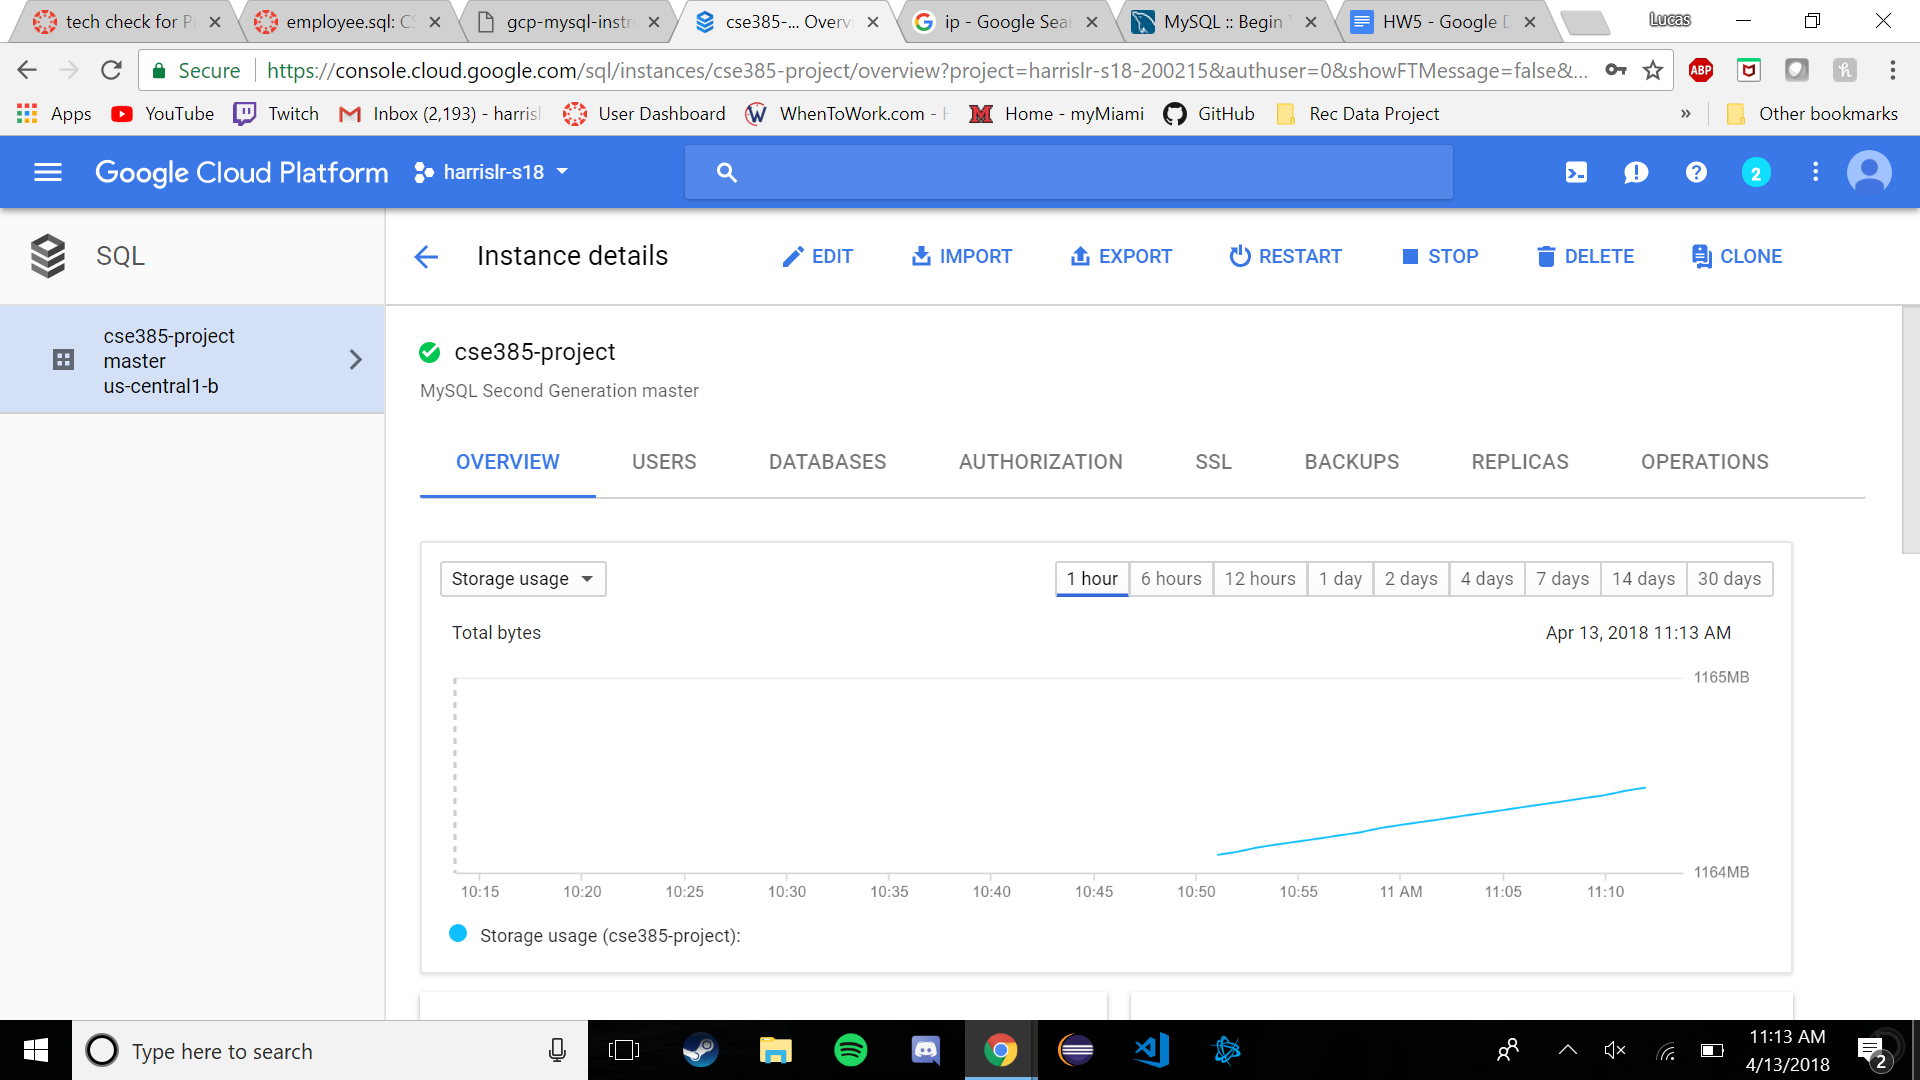 tech check for P
employee.sql: CS
gcp-mysql-instr
cse385-... Overvi
ip - Google Sear
MySQL :: Begin Y
HW5 - Google D
Lucas
Secure
https://console.cloud.google.com/sql/instances/cse385-project/overview?project=harrislr-s18-200215&authuser=0&showFTMessage=false&...
ABP
h
Apps
YouTube
Twitch
Inbox (2,193) - harrisl
User Dashboard
WhenToWork.com -
Home - myMiami
GitHub
Rec Data Project
»
Other bookmarks
Google Cloud Platform
harrislr-s18
2
SQL
Instance details
EDIT
IMPORT
EXPORT
RESTART
STOP
DELETE
CLONE
cse385-project
master
us-central1-b
cse385-project
MySQL Second Generation master
OVERVIEW
USERS
DATABASES
AUTHORIZATION
SSL
BACKUPS
REPLICAS
OPERATIONS
Storage usage
1 hour
6 hours
12 hours
1 day
2 days
4 days
7 days
14 days
30 days
Total bytes
Apr 13, 2018 11:13 AM
1165MB
1164MB
10:15
10:20
10:25
10:30
10:35
10:40
10:45
10:50
10:55
11 AM
11:05
11:10
Storage usage (cse385-project):
Type here to search
11:13 AM
4/13/2018
2